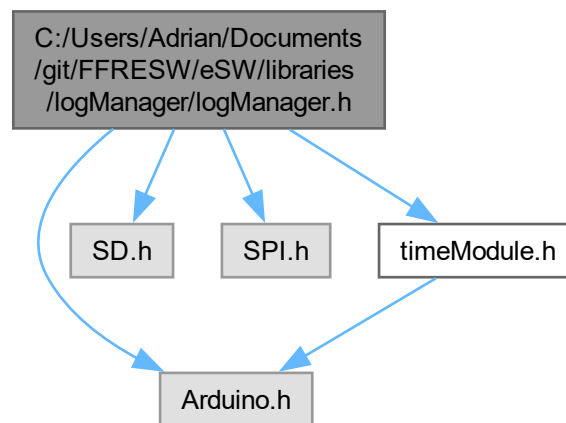 C:/Users/Adrian/Documents
/git/FFRESW/eSW/libraries
/logManager/logManager.h
SD.h
SPI.h
timeModule.h
Arduino.h